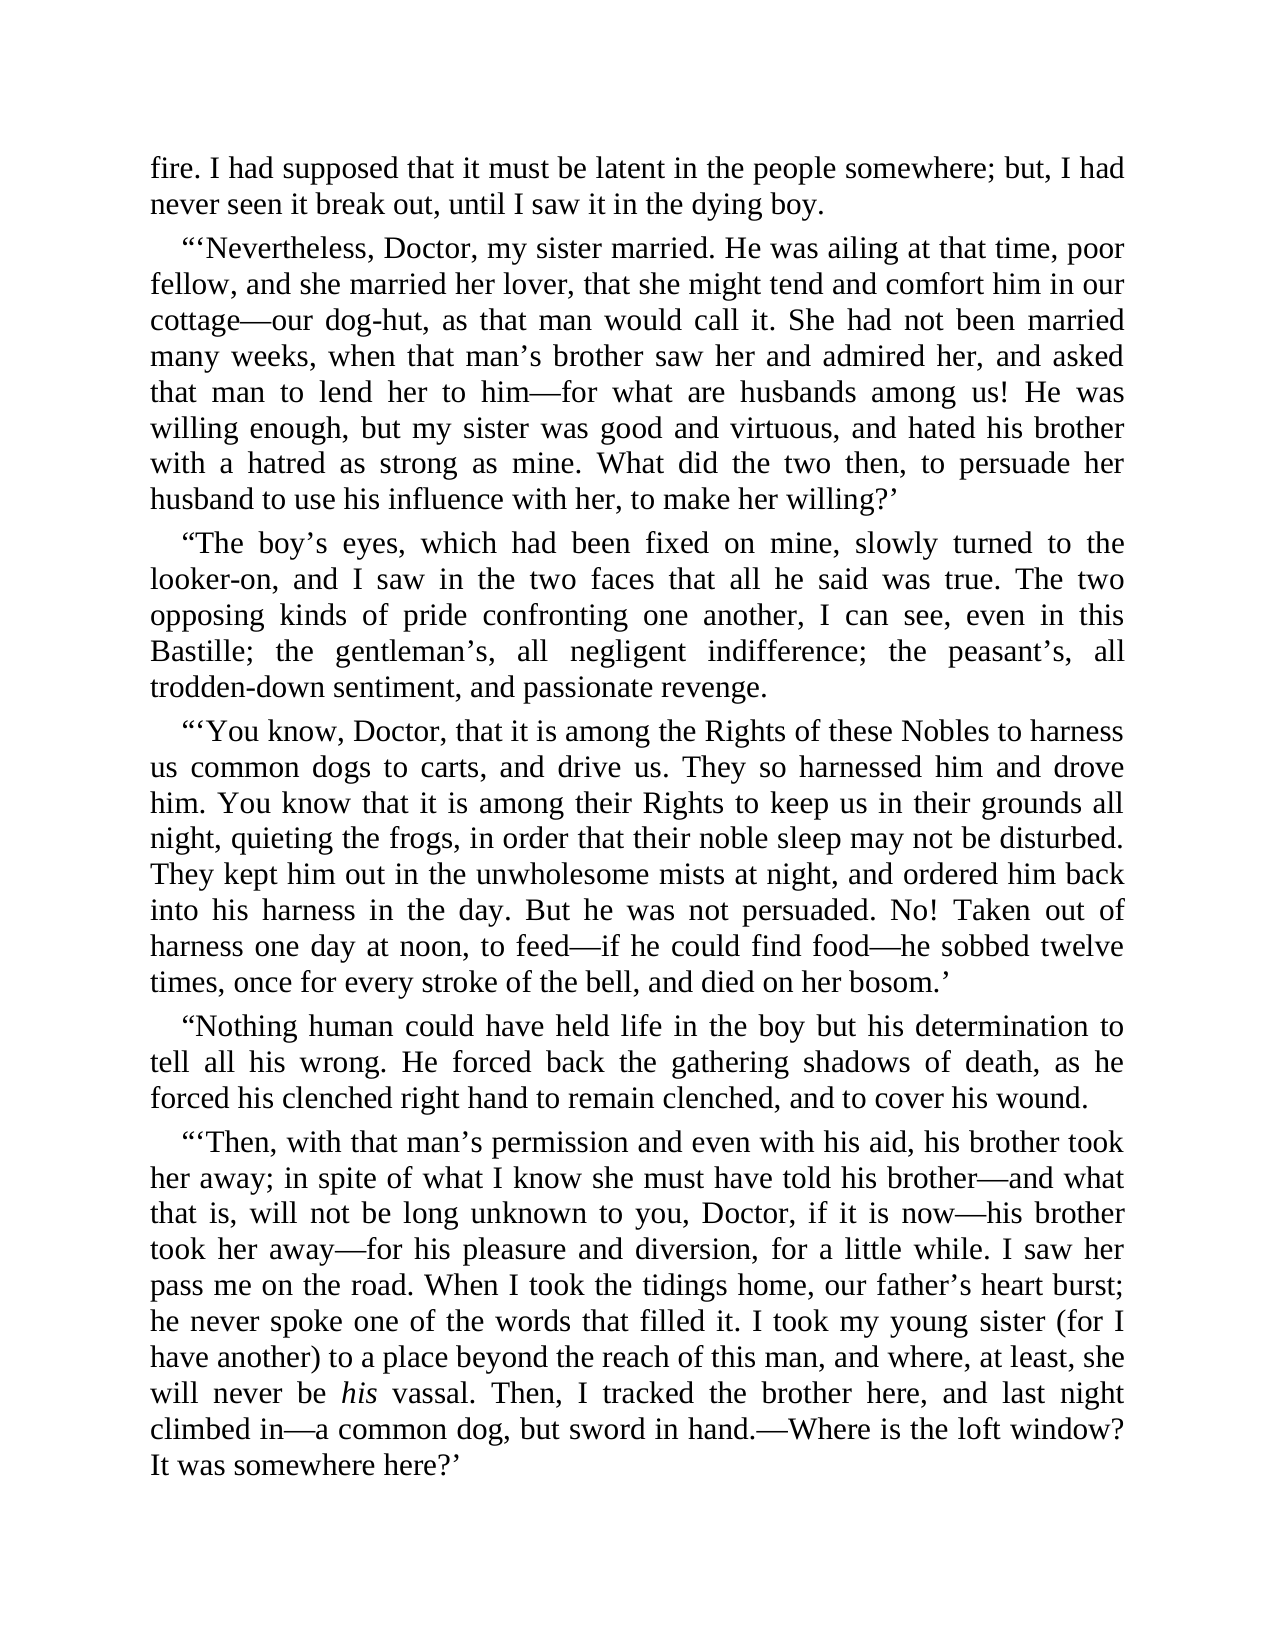 fire. I had supposed that it must be latent in the people somewhere; but, I had
never seen it break out, until I saw it in the dying boy.
“‘Nevertheless, Doctor, my sister married. He was ailing at that time, poor
fellow, and she married her lover, that she might tend and comfort him in our
cottage—our dog-hut, as that man would call it. She had not been married
many weeks, when that man’s brother saw her and admired her, and asked
that man to lend her to him—for what are husbands among us! He was
willing enough, but my sister was good and virtuous, and hated his brother
with a hatred as strong as mine. What did the two then, to persuade her
husband to use his influence with her, to make her willing?’
“The boy’s eyes, which had been fixed on mine, slowly turned to the
looker-on, and I saw in the two faces that all he said was true. The two
opposing kinds of pride confronting one another, I can see, even in this
Bastille; the gentleman’s, all negligent indifference; the peasant’s, all
trodden-down sentiment, and passionate revenge.
“‘You know, Doctor, that it is among the Rights of these Nobles to harness
us common dogs to carts, and drive us. They so harnessed him and drove
him. You know that it is among their Rights to keep us in their grounds all
night, quieting the frogs, in order that their noble sleep may not be disturbed.
They kept him out in the unwholesome mists at night, and ordered him back
into his harness in the day. But he was not persuaded. No! Taken out of
harness one day at noon, to feed—if he could find food—he sobbed twelve
times, once for every stroke of the bell, and died on her bosom.’
“Nothing human could have held life in the boy but his determination to
tell all his wrong. He forced back the gathering shadows of death, as he
forced his clenched right hand to remain clenched, and to cover his wound.
“‘Then, with that man’s permission and even with his aid, his brother took
her away; in spite of what I know she must have told his brother—and what
that is, will not be long unknown to you, Doctor, if it is now—his brother
took her away—for his pleasure and diversion, for a little while. I saw her
pass me on the road. When I took the tidings home, our father’s heart burst;
he never spoke one of the words that filled it. I took my young sister (for I
have another) to a place beyond the reach of this man, and where, at least, she
will never be his vassal. Then, I tracked the brother here, and last night
climbed in—a common dog, but sword in hand.—Where is the loft window?
It was somewhere here?’